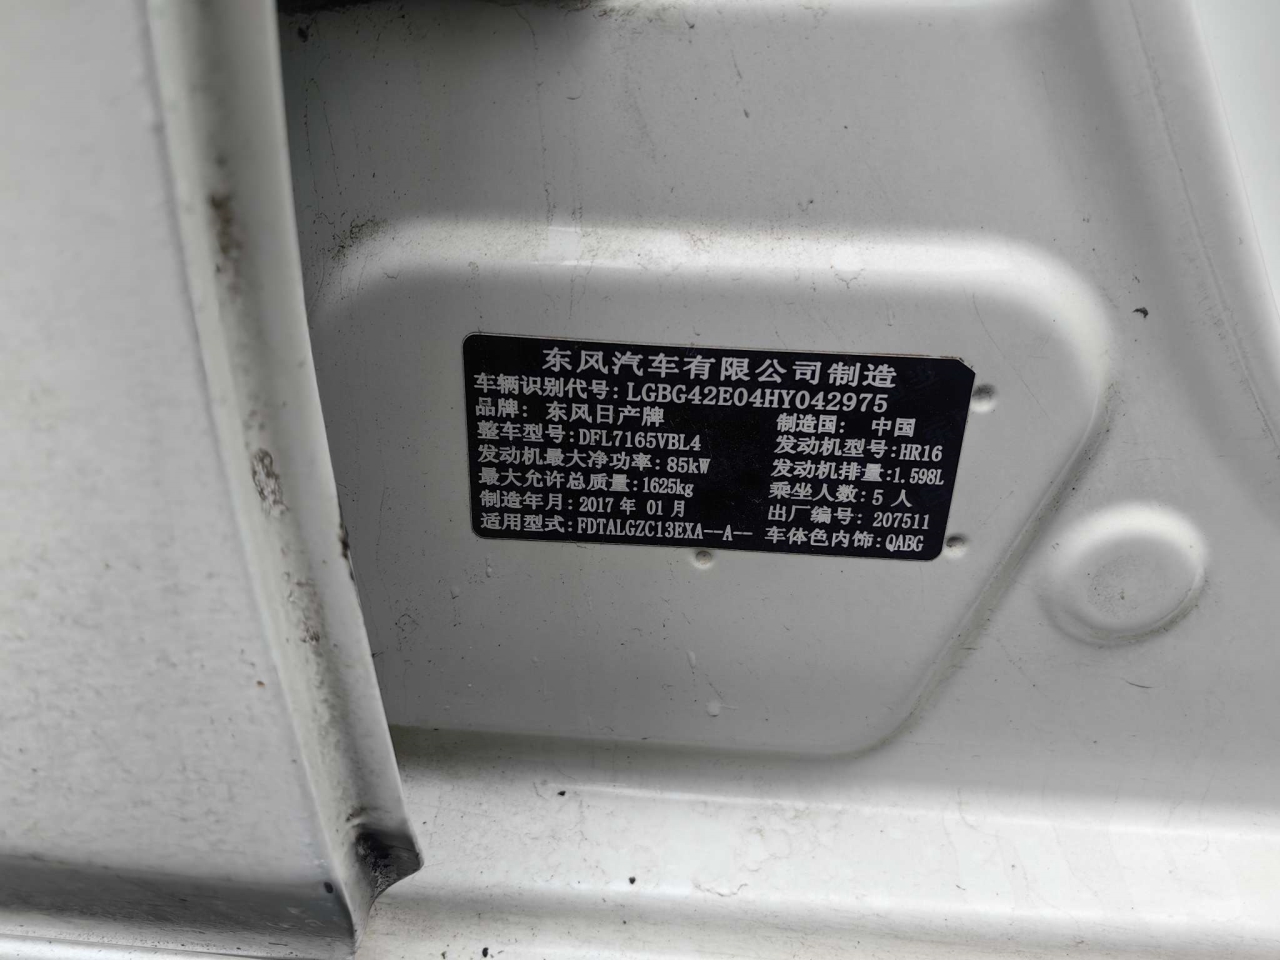 东风汽车有限公司制造
车辆识别代号: LGBG42E04HY042975
品牌: 东风日产牌 制造国: 中国
整车型号: DFL7165VBL4 发动机型号: HR16
发动机最大净功率: 85kW 发动机排量: 1.598L
最大允许总质量: 1625kg 乘坐人数: 5 人
制造年月: 2017 年 01 月 出厂编号: 207511
适用型式: FDTALGZC13EXA--A-- 车体色内饰: QABG